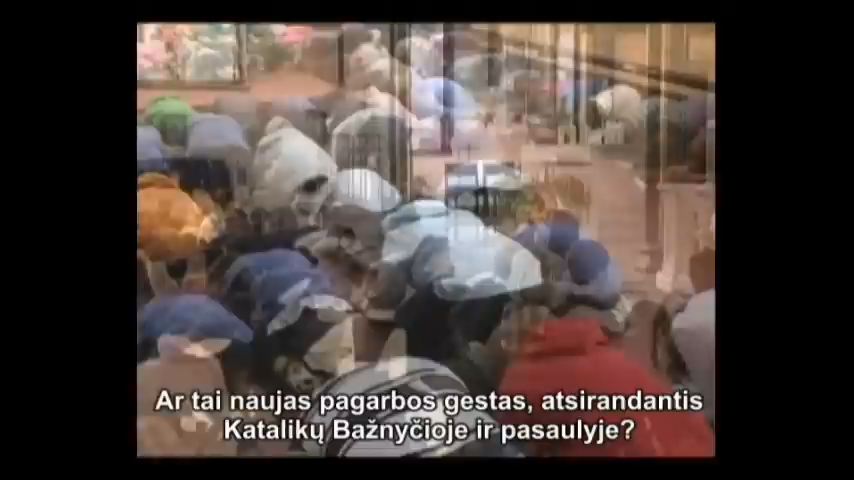 Ar tai naujas pagarbos gestas, atsirandantis
Katalikų Bažnyčioje ir pasaulyje?